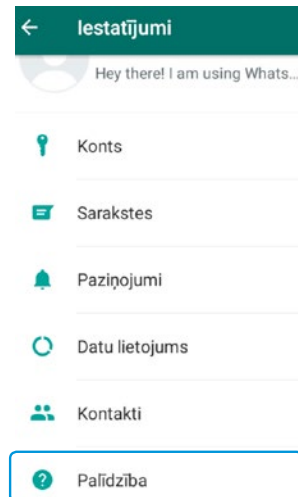 Iestatījumi
Hey there! I am using Whats...
Konts
Sarakstes
Paziņojumi
Datu lietojums
Kontakti
Palīdzība